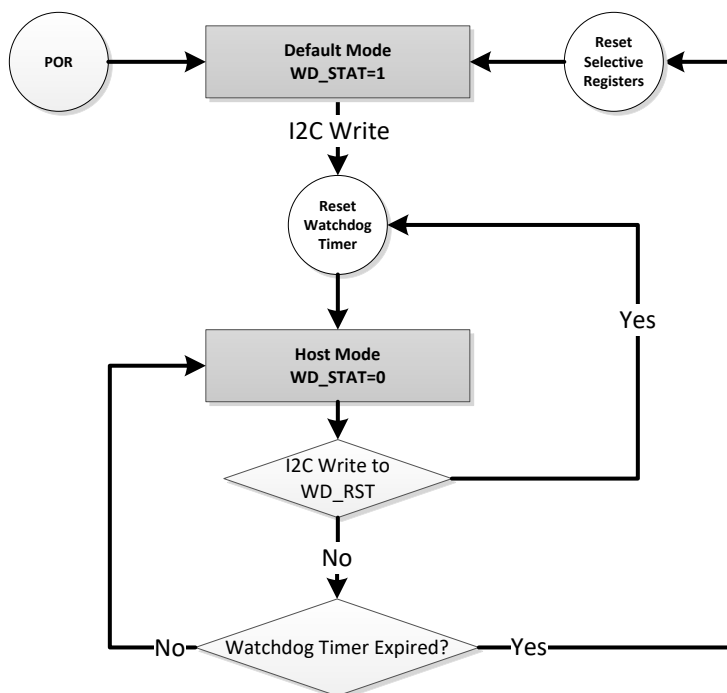 POR
Default Mode
WD_STAT=1
Reset
Selective
Registers
I2C Write
Reset
Watchdog
Timer
Yes
Host Mode
WD_STAT=0
I2C Write to
WD_RST
No
No
Watchdog Timer Expired?
Yes